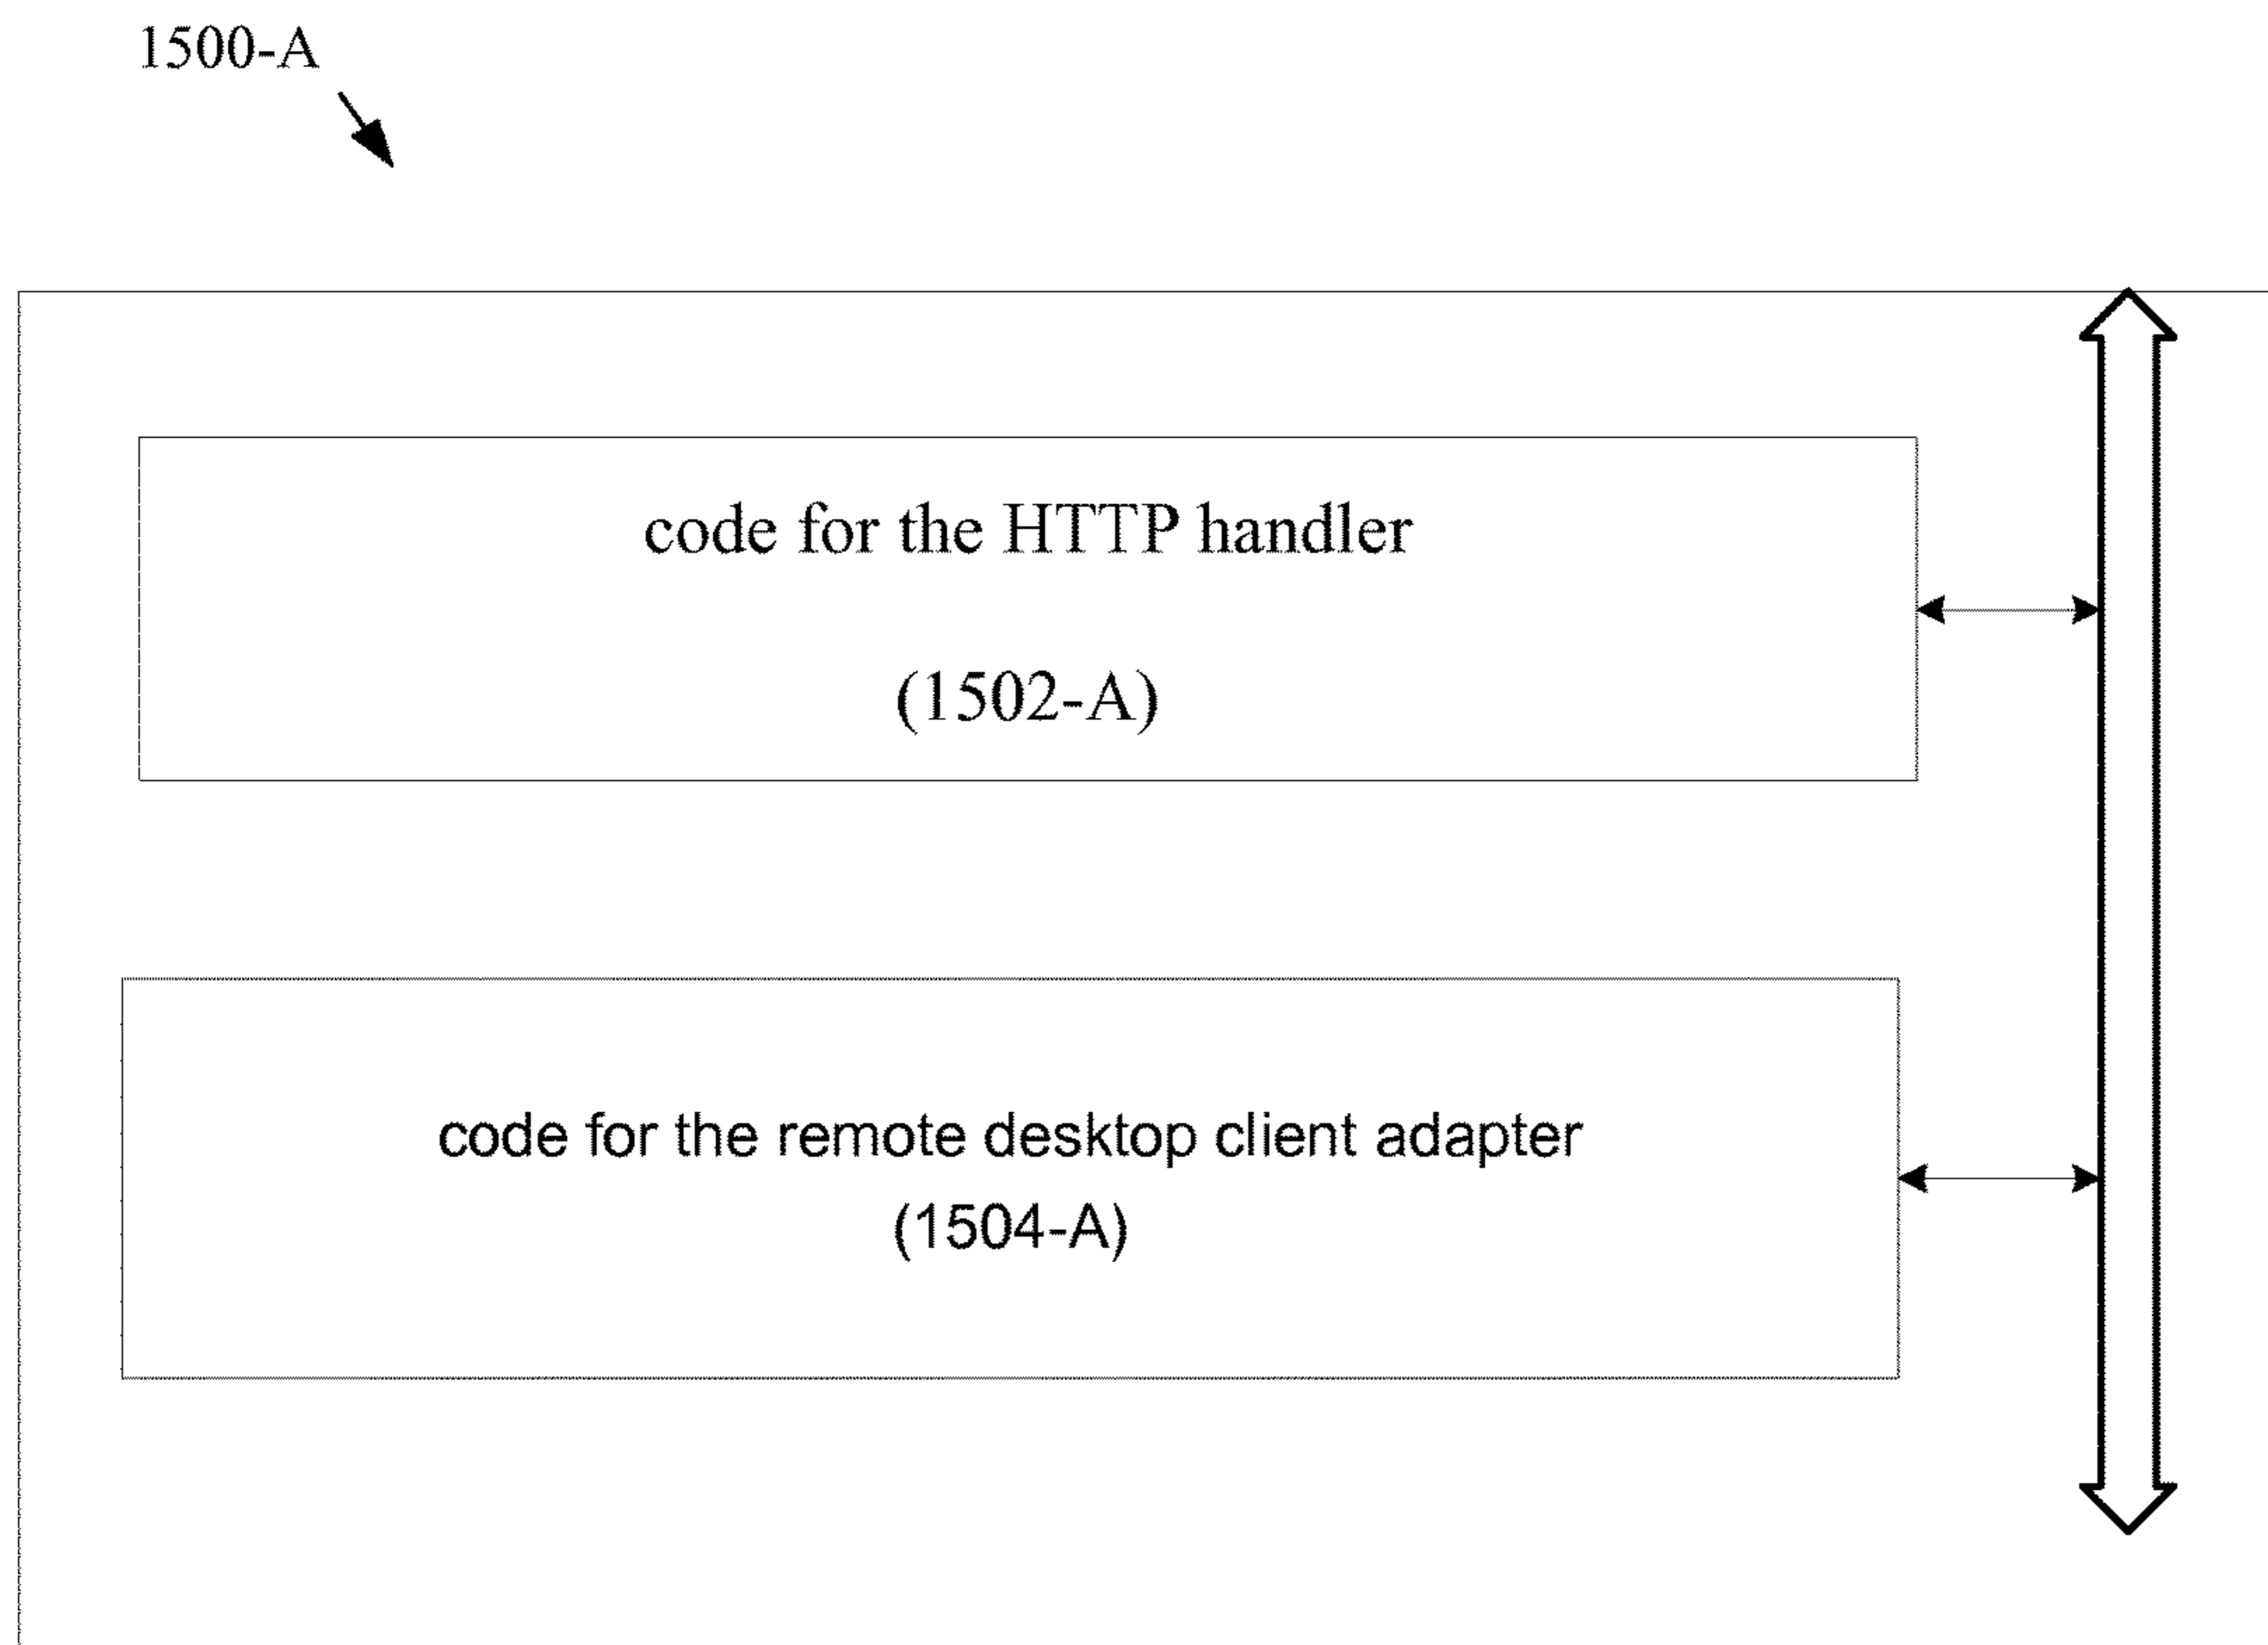 1500-A
code for the HTTP handler
(1502-A)
code for the remote desktop client adapter
(1504-A)